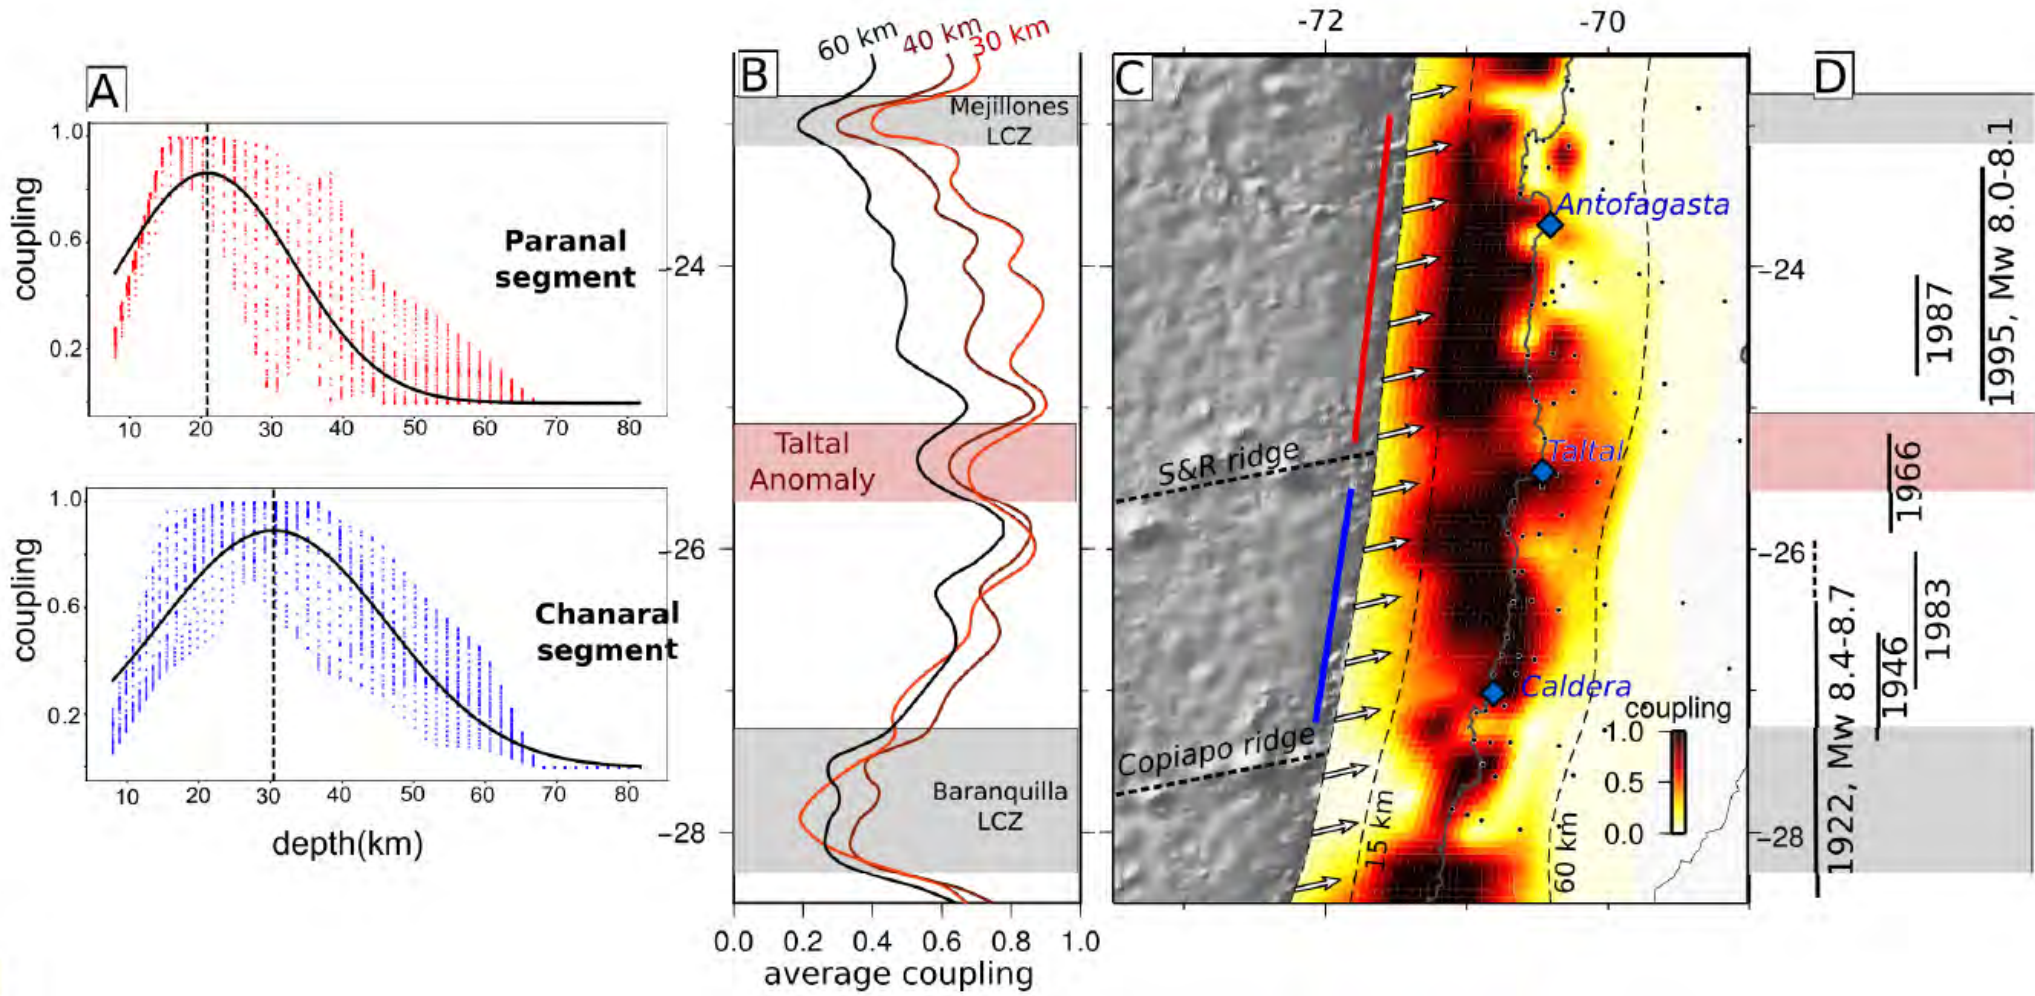 A
coupling
1.0
0.6
0.2
Paranal
segment
10 20 30 40 50 60 70 80
coupling
1.0
0.6
0.2
Chanaral
segment
10 20 30 40 50 60 70 80
depth(km)
B
60 km
40 km
30 km
Mejillones
LCZ
Taltal
Anomaly
Baranquilla
LCZ
-24
-26
-28
0.0 0.2 0.4 0.6 0.8 1.0
average coupling
C
-72 -70
Antofagasta
Taltal
Caldera
S&R ridge
Copiapo ridge
15 km
60 km
coupling
1.0
0.5
0.0
-24
-26
-28
D
1995, Mw 8.0-8.1
1987
1966
1983
1946
1922, Mw 8.4-8.7